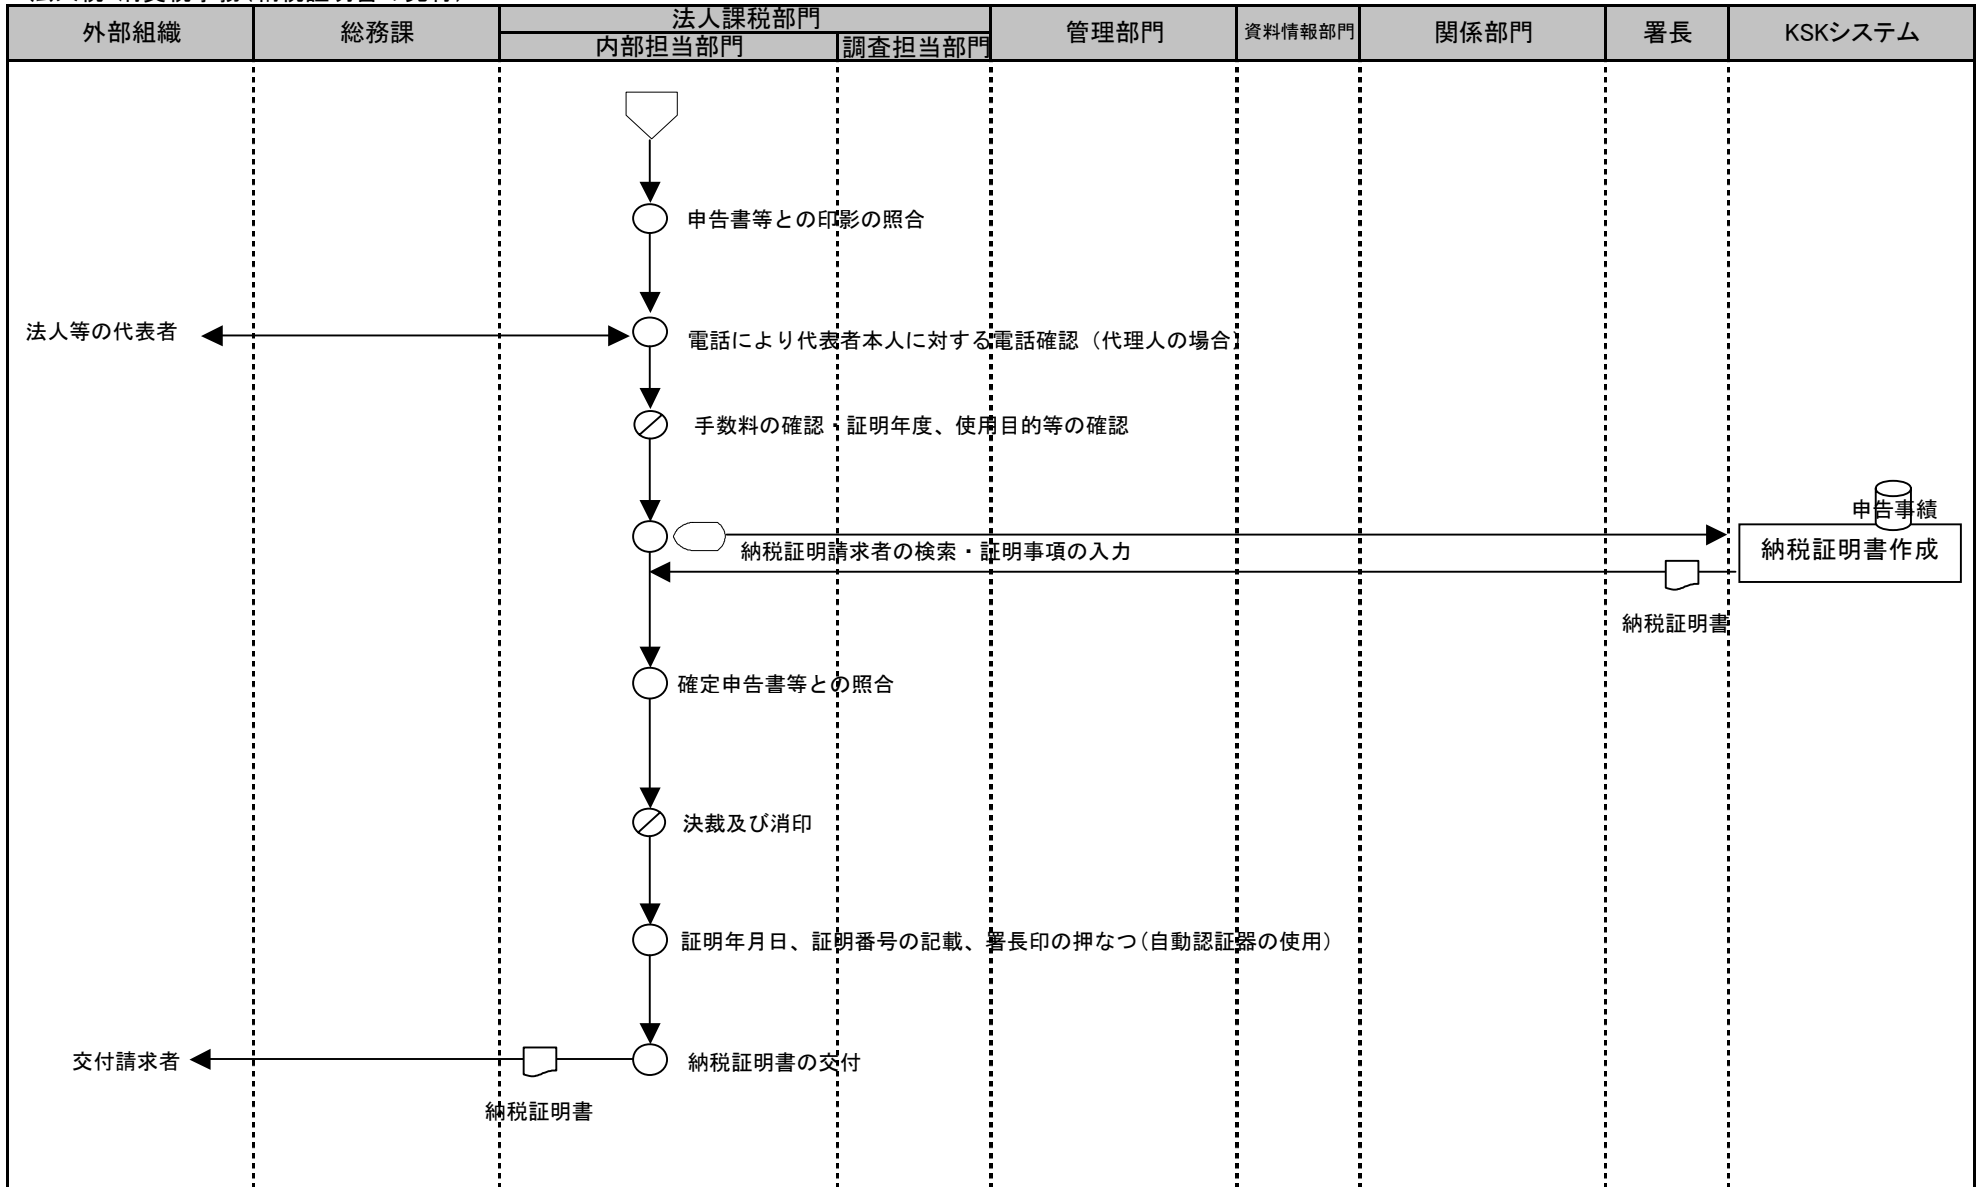 外部組織
総務課
法人課税部門
内部担当部門
調査担当部門
管理部門
資料情報部門
関係部門
署長
KSKシステム
申告書等との印影の照合
法人等の代表者
電話により代表者本人に対する電話確認（代理人の場合）
手数料の確認・証明年度、使用目的等の確認
申告事績
納税証明書作成
納税証明請求者の検索・証明事項の入力
納税証明書
確定申告書等との照合
決裁及び消印
証明年月日、証明番号の記載、署長印の押なつ（自動認証器の使用）
交付請求者
納税証明書の交付
納税証明書